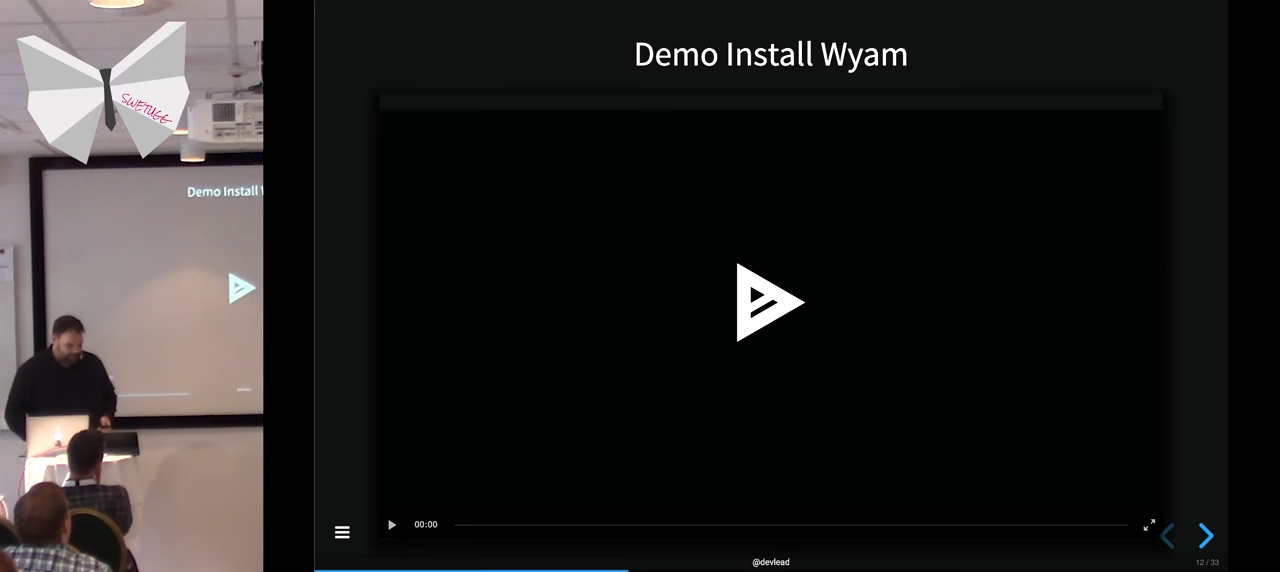 SWETUGG
Demo Install W
Demo Install Wyam
00:00
@devlead
12 / 33